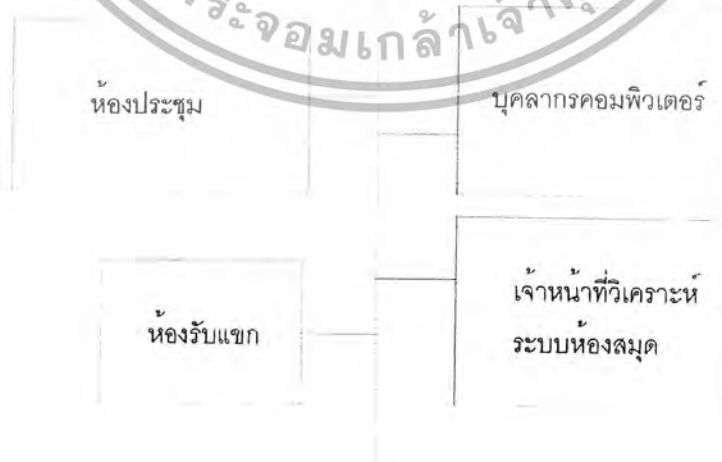 ระจอมเกล้าเจ้า
ห้องประชุม
บุคลากรคอมพิวเตอร์
ห้องรับแขก
เจ้าหน้าที่วิเคราะห์
ระบบห้องสมุด